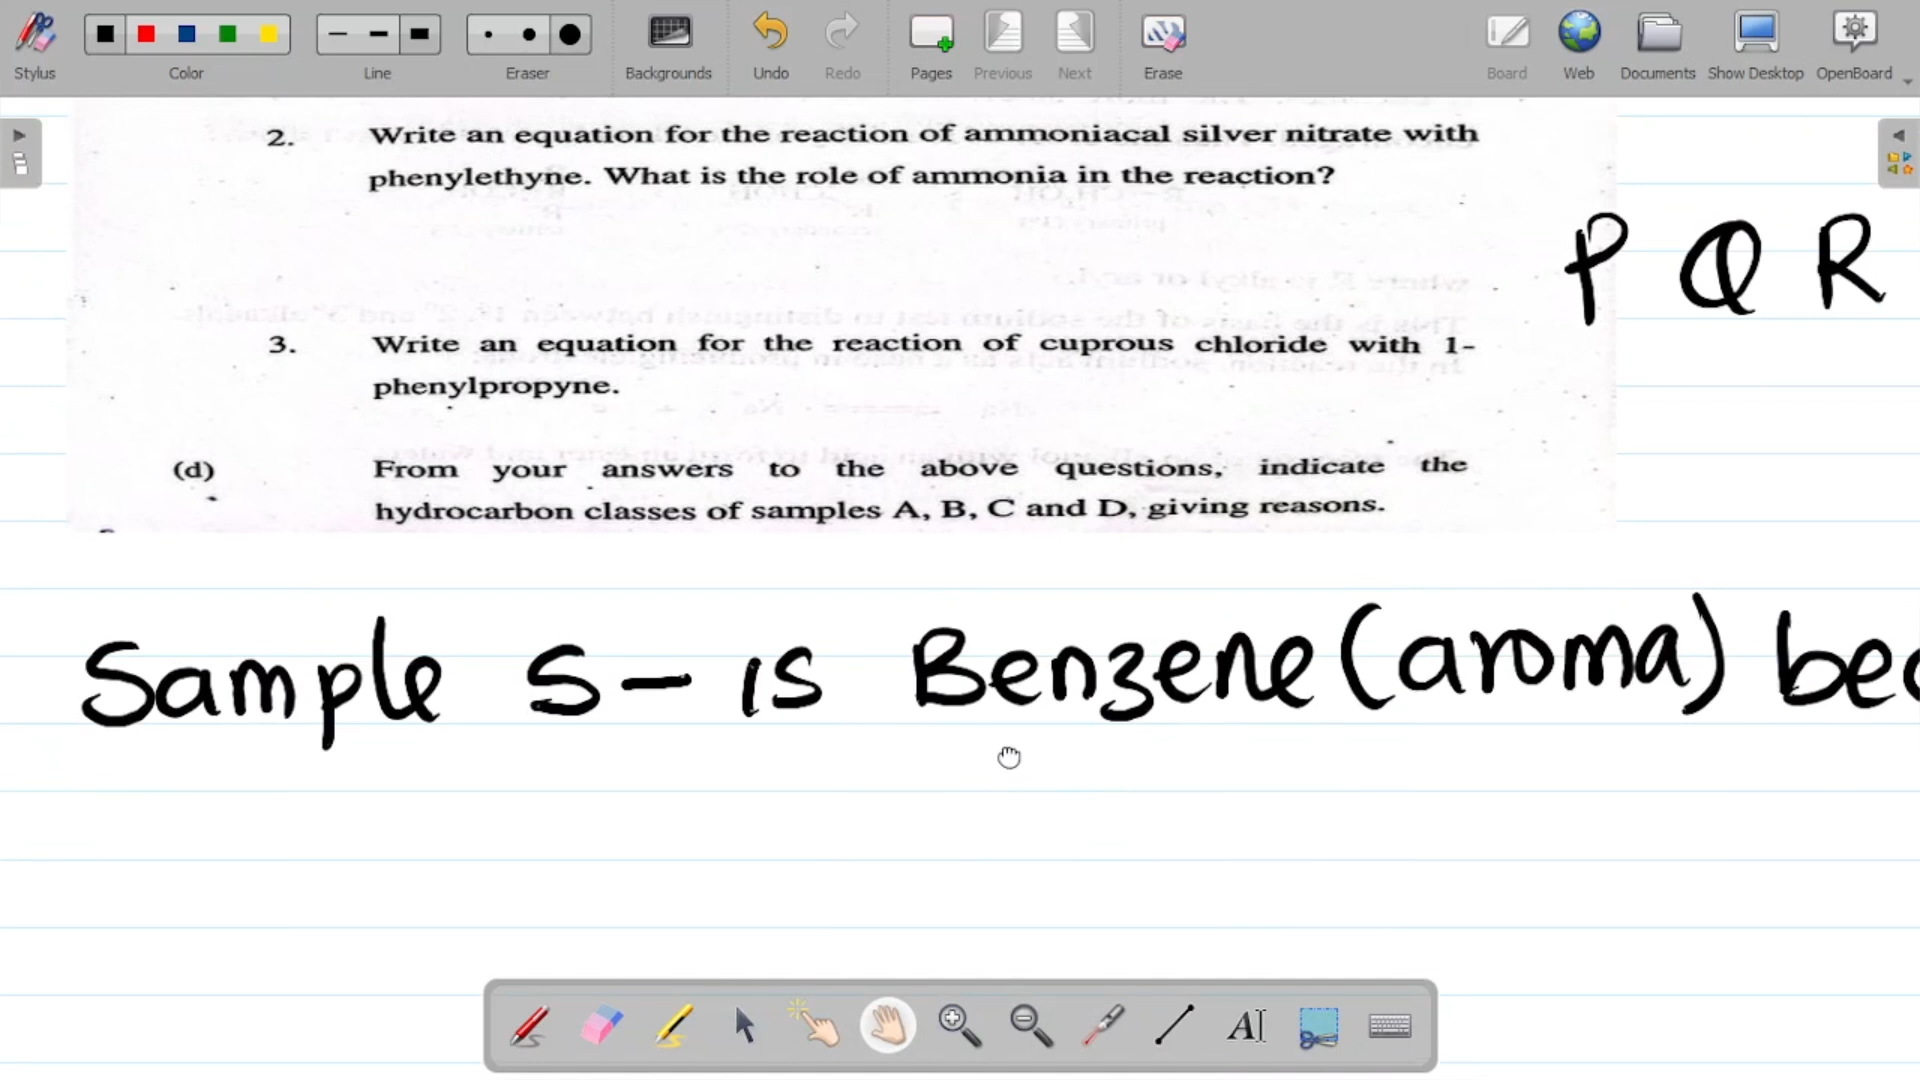 Stylus
Color
Line
Eraser
Backgrounds
Undo
Redo
Pages
Previous
Next
Erase
Board
Web
Documents
Show Desktop
OpenBoard
2. Write an equation for the reaction of ammoniacal silver nitrate with
phenylethyne. What is the role of ammonia in the reaction?
P Q R
3. Write an equation for the reaction of cuprous chloride with 1-
phenylpropyne.
(d) From your answers to the above questions, indicate the
hydrocarbon classes of samples A, B, C and D, giving reasons.
Sample S - is Benzene (aroma)